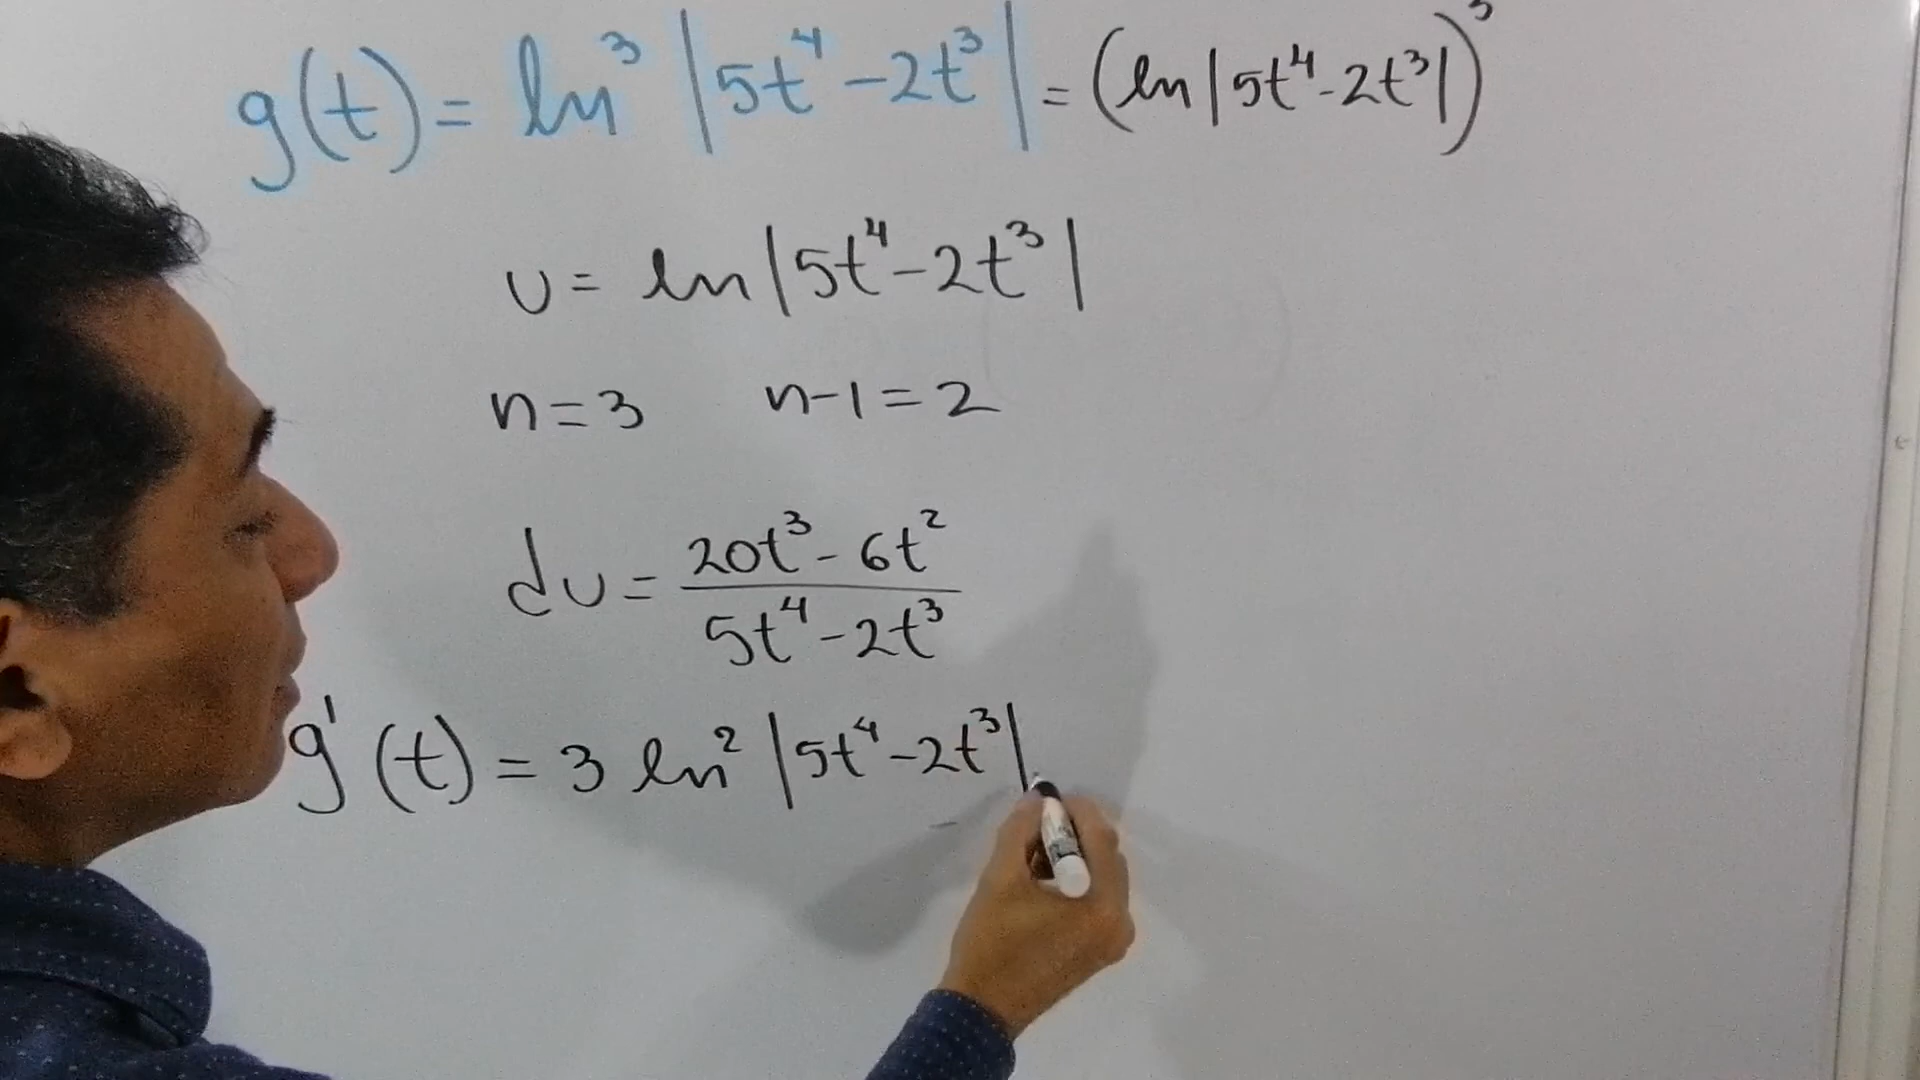 g(t) = ln³ |5t⁴ - 2t³| = (ln |5t⁴ - 2t³|)³
u = ln |5t⁴ - 2t³|
n = 3 n - 1 = 2
du = (20t³ - 6t²)/(5t⁴ - 2t³)
g'(t) = 3 ln² |5t⁴ - 2t³|